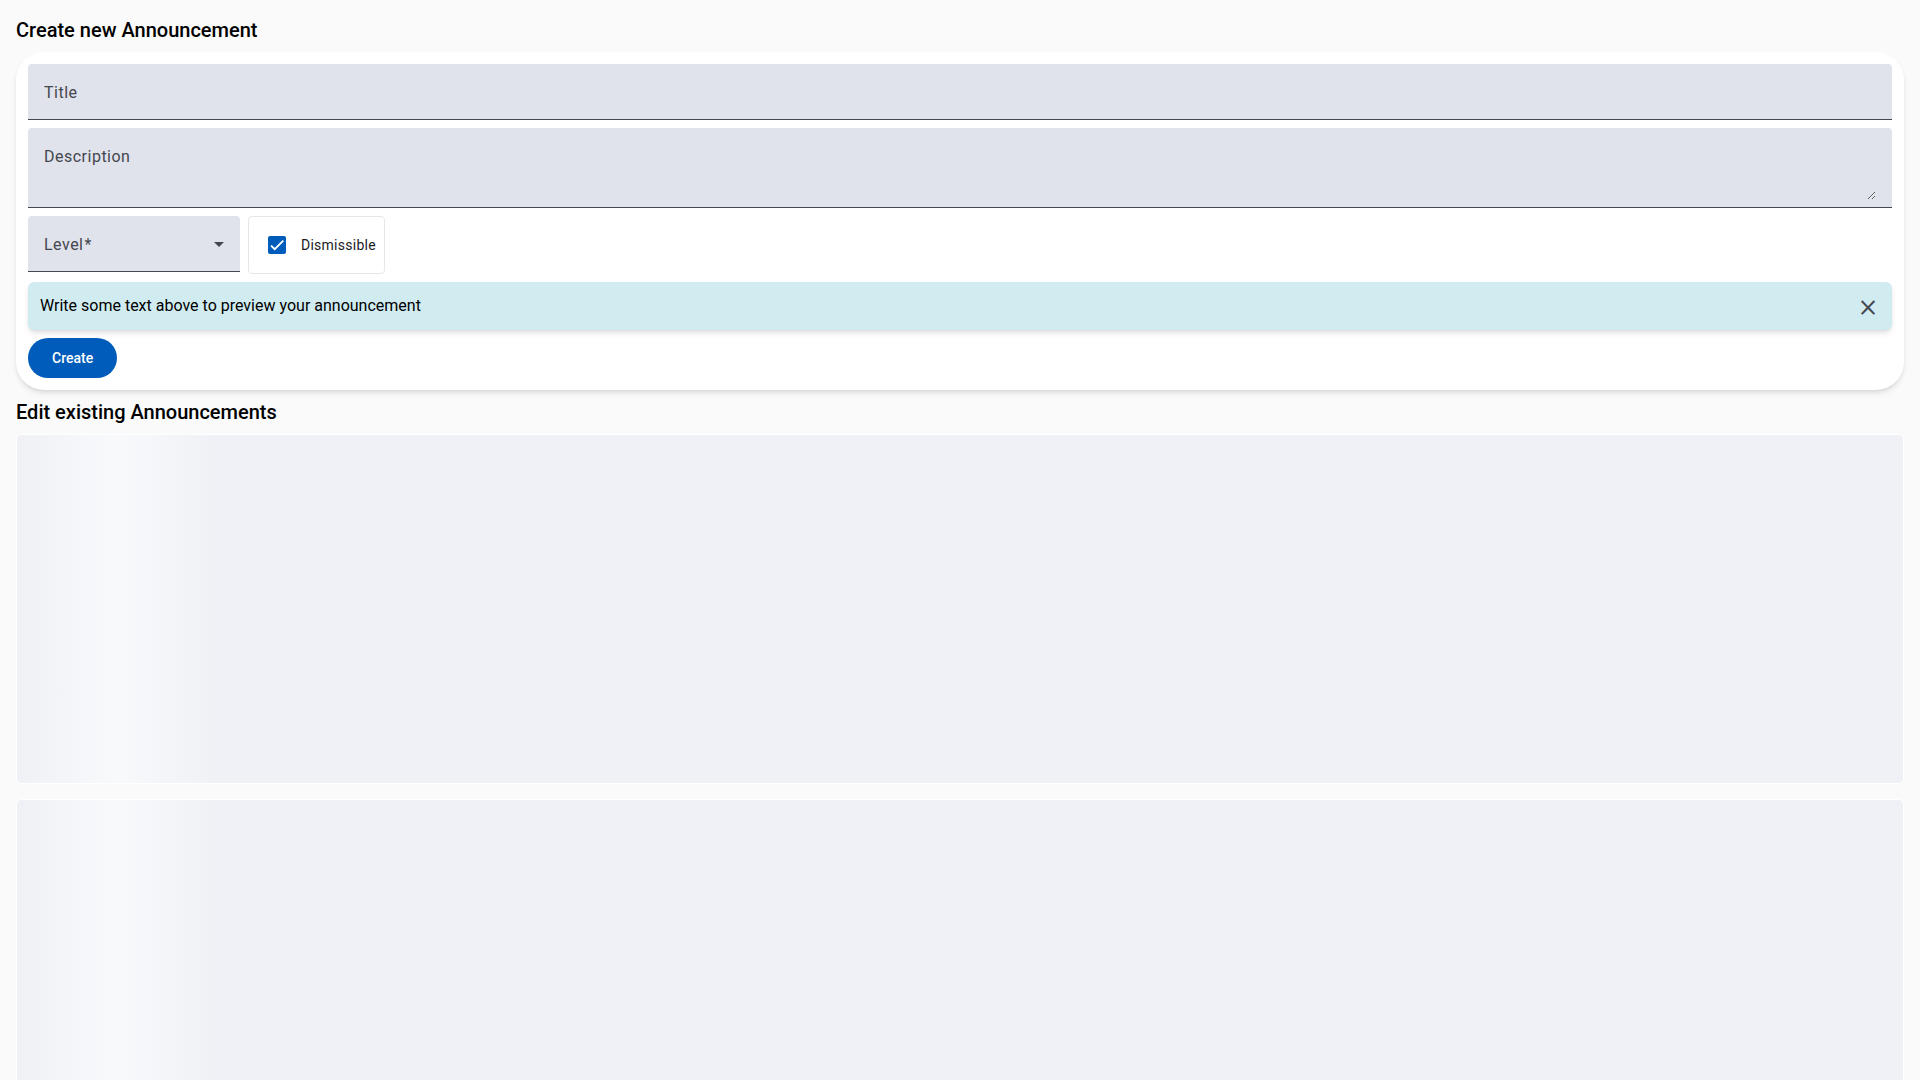 Create new Announcement
Title
Description
Level*
Dismissible
Write some text above to preview your announcement
Create
Edit existing Announcements